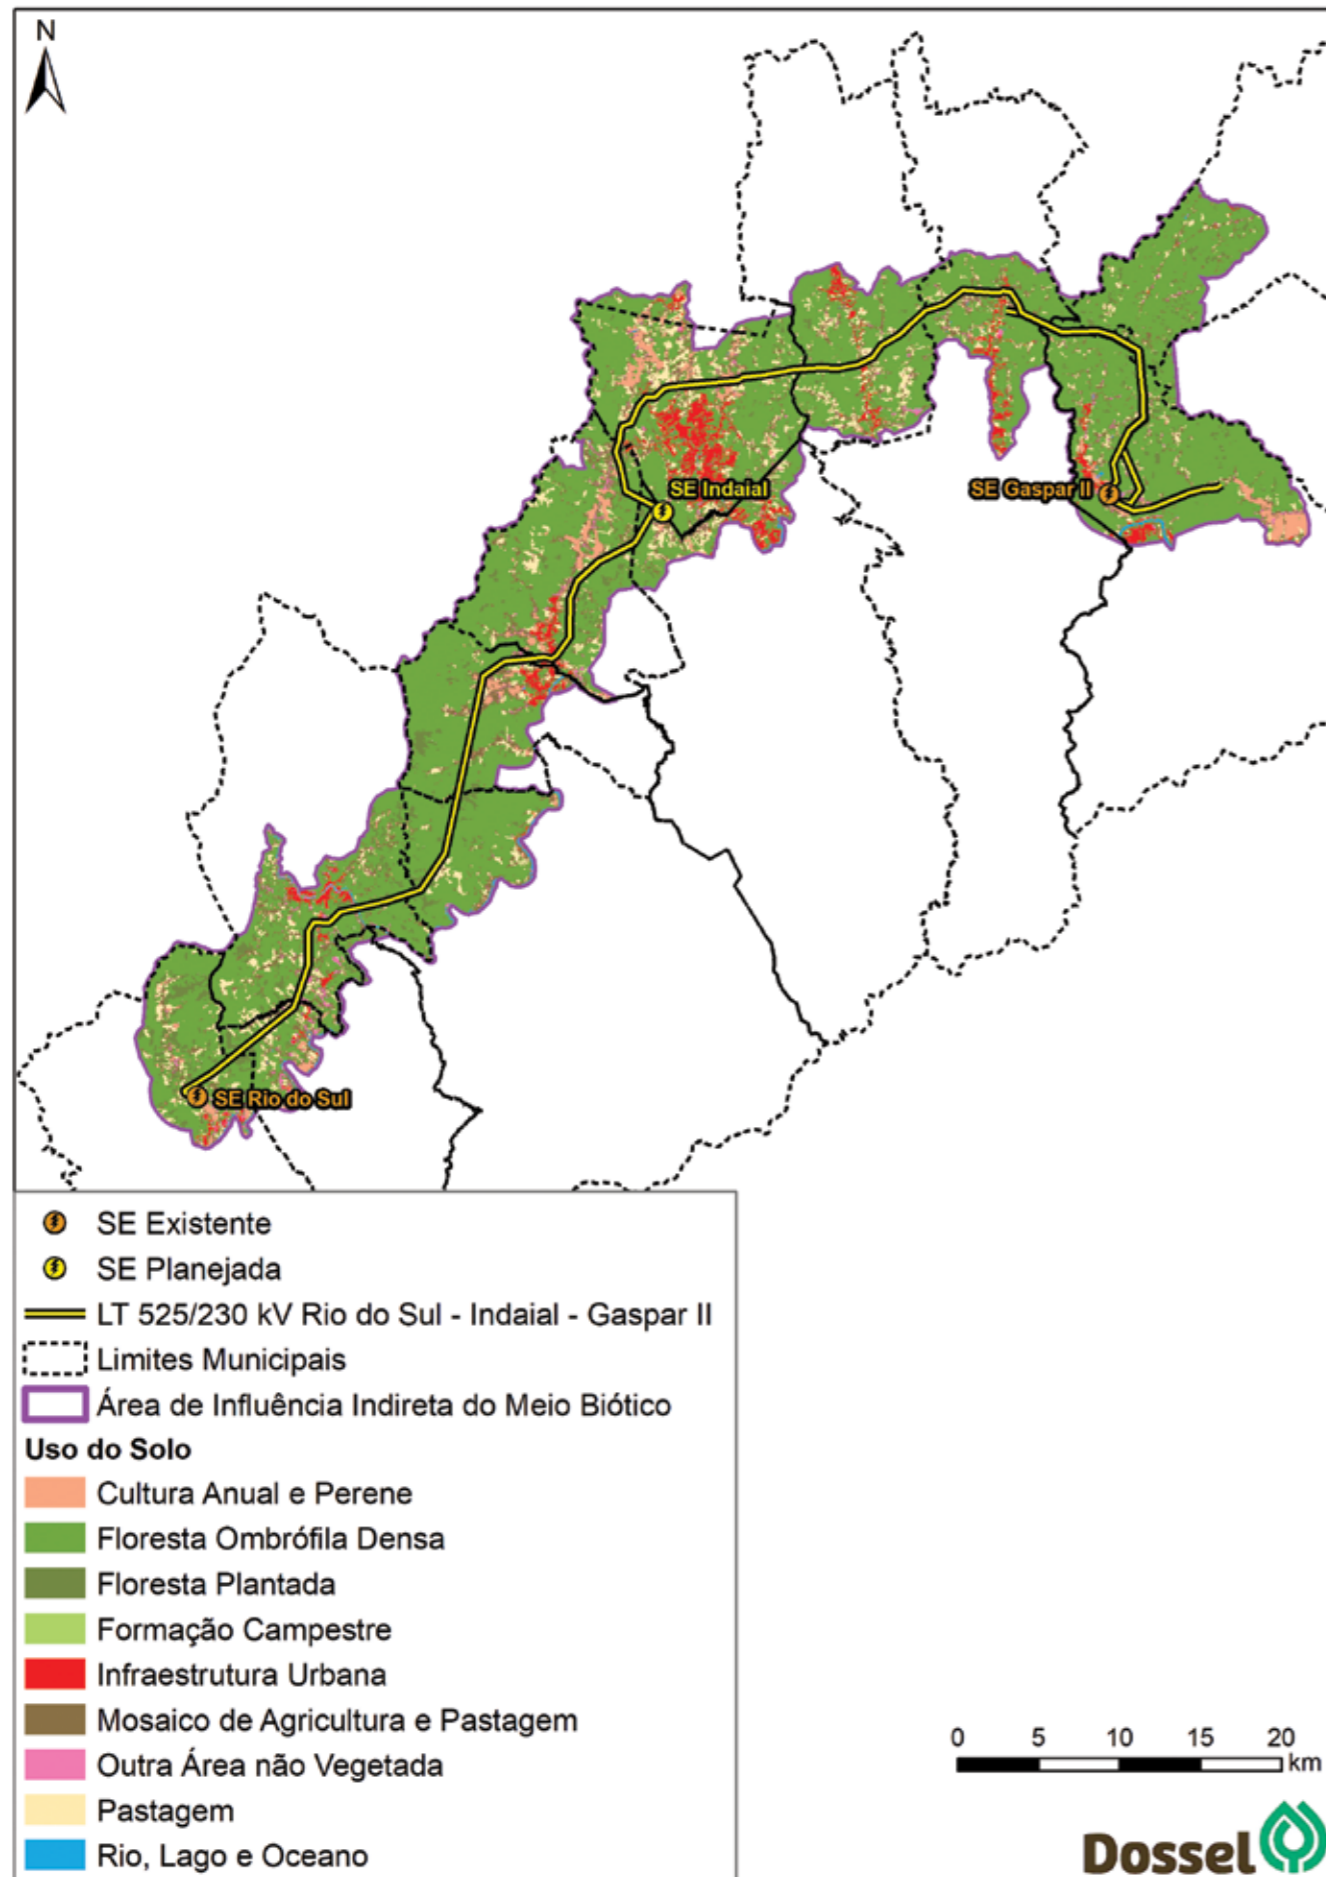 N
SE Indaial
SE Gaspar II
SE Rio do Sul
SE Existente
SE Planejada
LT 525/230 kV Rio do Sul - Indaial - Gaspar II
Limites Municipais
Área de Influência Indireta do Meio Biótico
Uso do Solo
Cultura Anual e Perene
Floresta Ombrófila Densa
Floresta Plantada
Formação Campestre
Infraestrutura Urbana
Mosaico de Agricultura e Pastagem
Outra Área não Vegetada
Pastagem
Rio, Lago e Oceano
0 5 10 15 20
km
Dossel